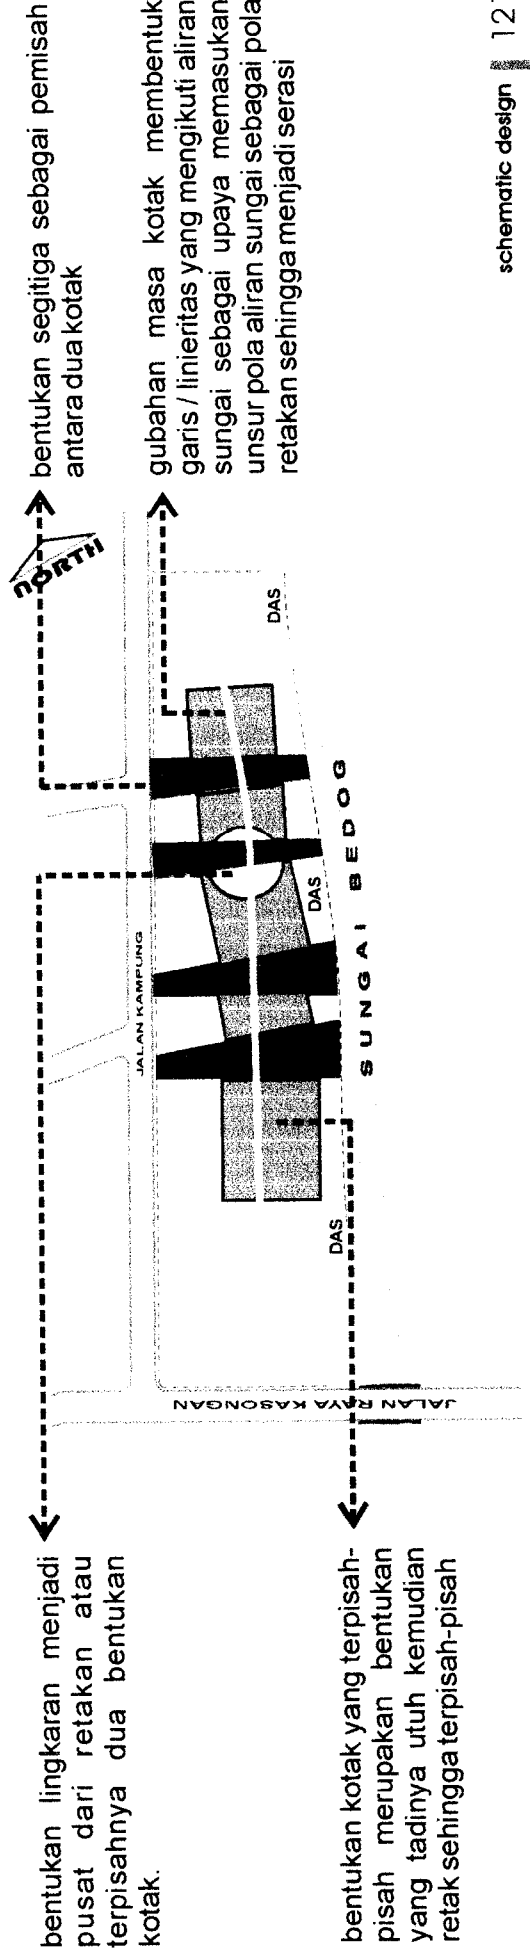 bentukan lingkaran menjadi
pusat dari retakan atau
terpisahnya dua bentukan
kotak.
bentukan segitiga sebagai pemisah
antara dua kotak
gubahan masa kotak membentuk
garis / linieritas yang mengikuti aliran
sungai sebagai upaya memasukan
unsur pola aliran sungai sebagai pola
retakan sehingga menjadi serasi
NORTH
JALAN KAMPUNG
JALAN RAYA KASONGAN
DAS
DAS
DAS
SUNGAI BEDOG
bentukan kotak yang terpisah-
pisah merupakan bentukan
yang tadinya utuh kemudian
retak sehingga terpisah-pisah
schematic design